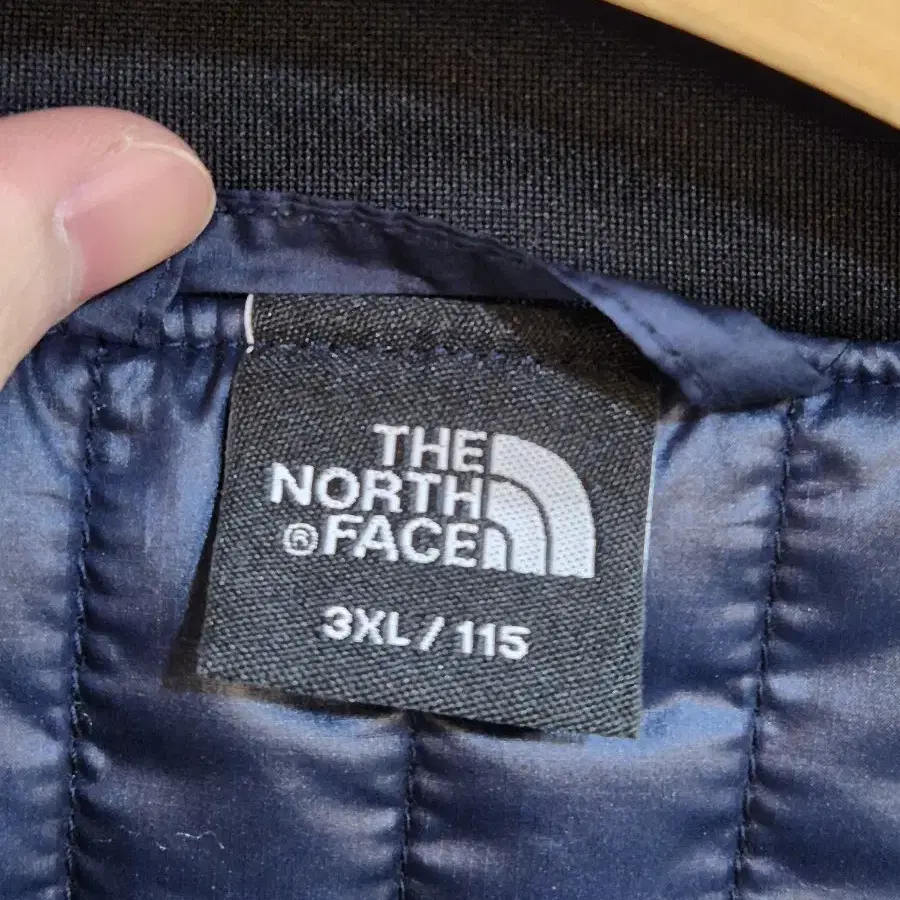 THE
NORTH
®FACE
3XL / 115